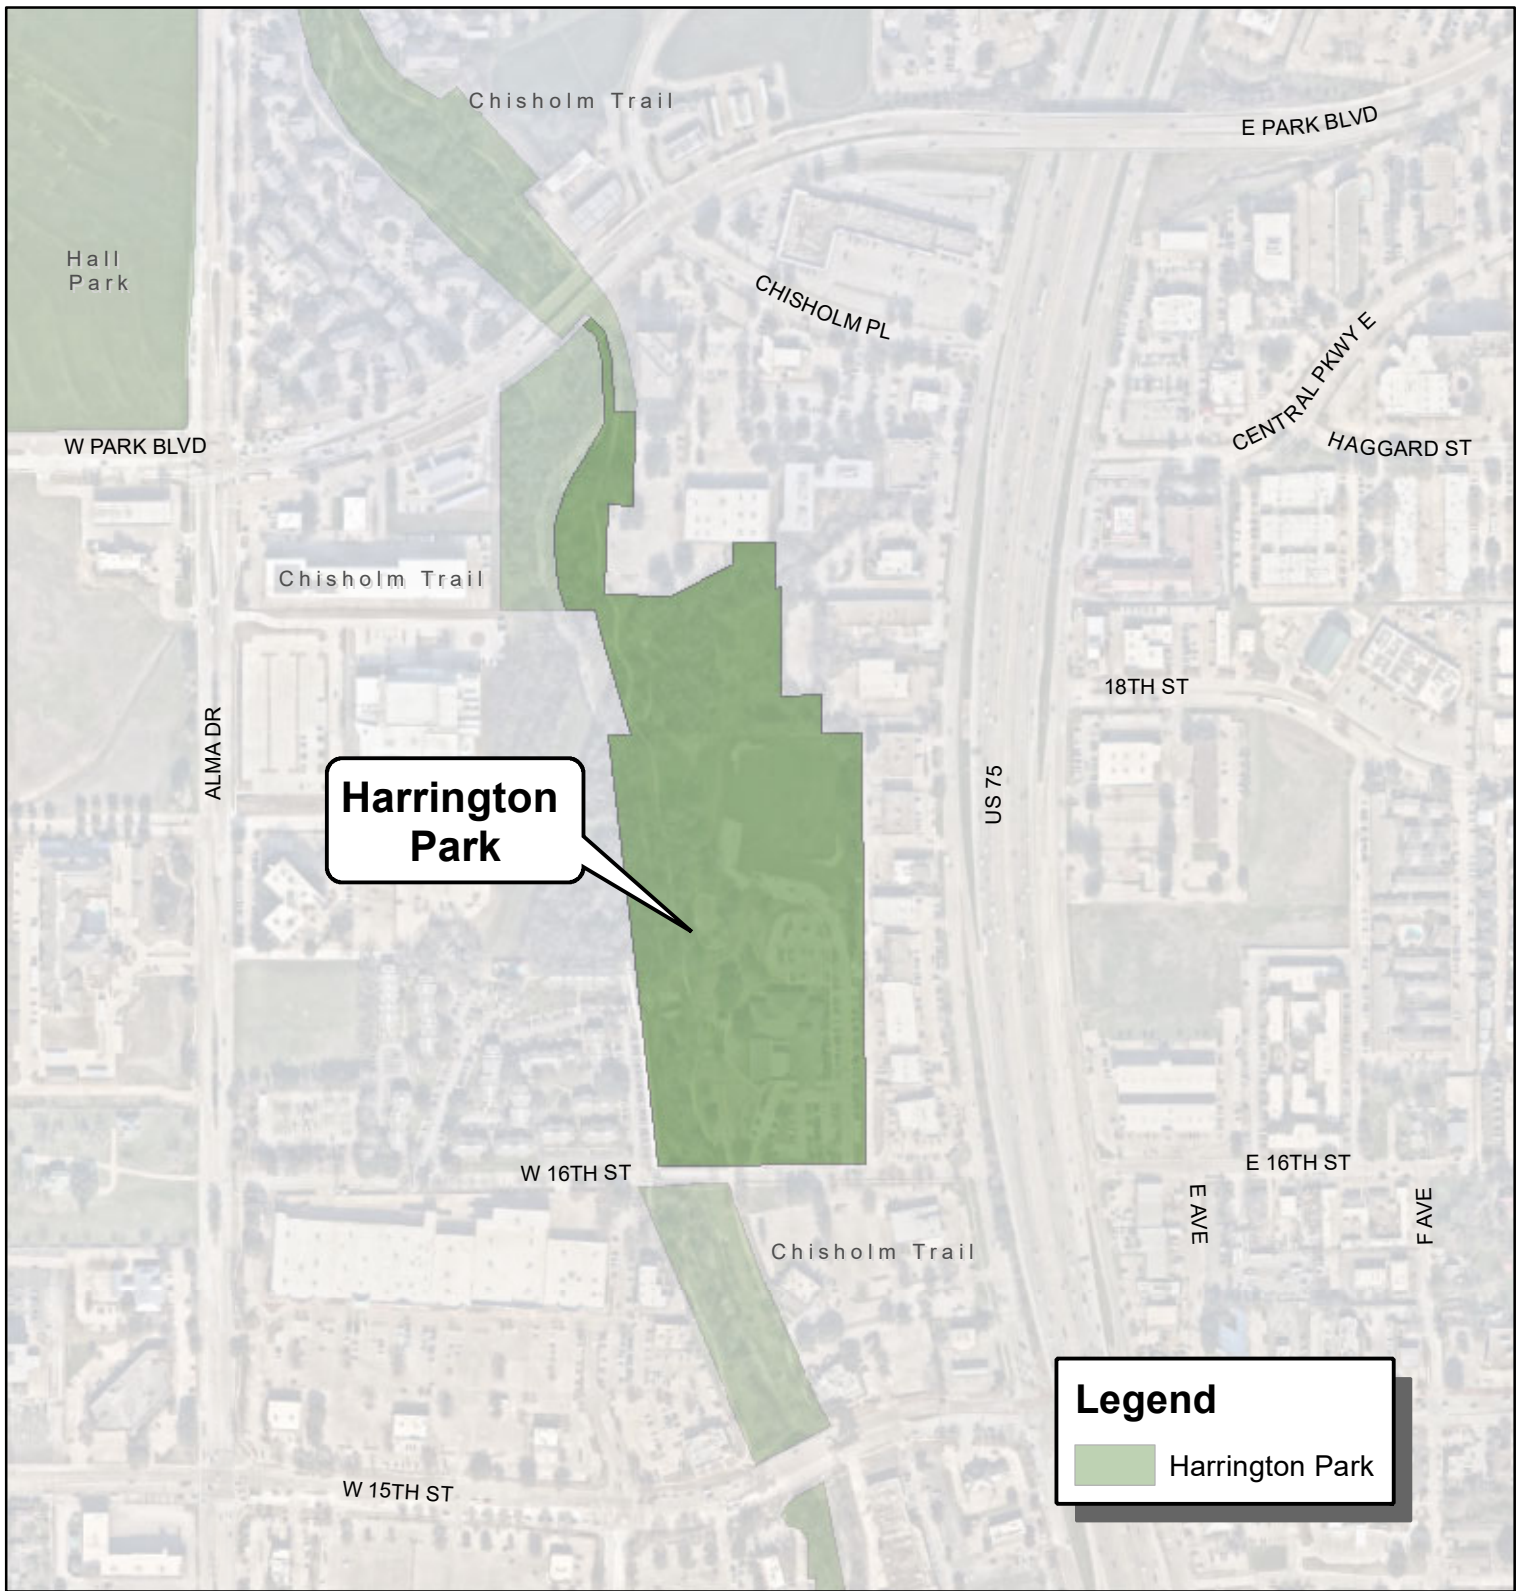 Chisholm Trail
E PARK BLVD
Hall
Park
CHISHOLM PL
CENTRAL PKWY E
HAGGARD ST
W PARK BLVD
Chisholm Trail
18TH ST
ALMA DR
US 75
Harrington
Park
W 16TH ST
E 16TH ST
E AVE
F AVE
Chisholm Trail
Legend
Harrington Park
W 15TH ST